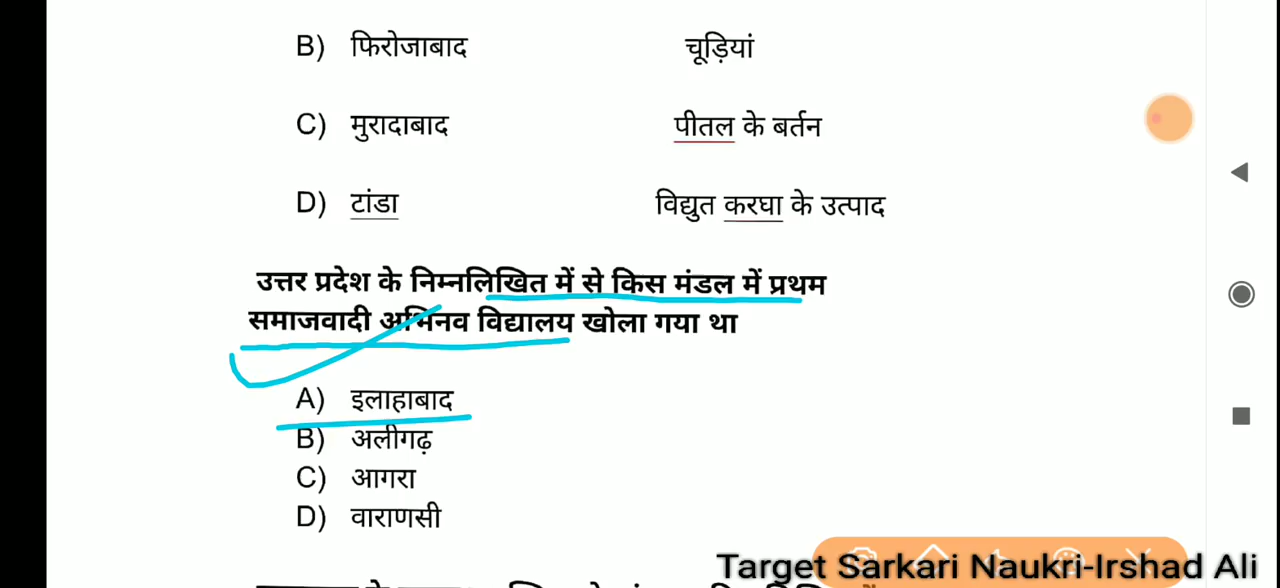 B) फिरोजाबाद चूड़ियां
C) मुरादाबाद पीतल के बर्तन
D) टांडा विद्युत करघा के उत्पाद
उत्तर प्रदेश के निम्नलिखित में से किस मंडल में प्रथम
समाजवादी अभिनव विद्यालय खोला गया था
A) इलाहाबाद
B) अलीगढ़
C) आगरा
D) वाराणसी
Target Sarkari Naukri-Irshad Ali